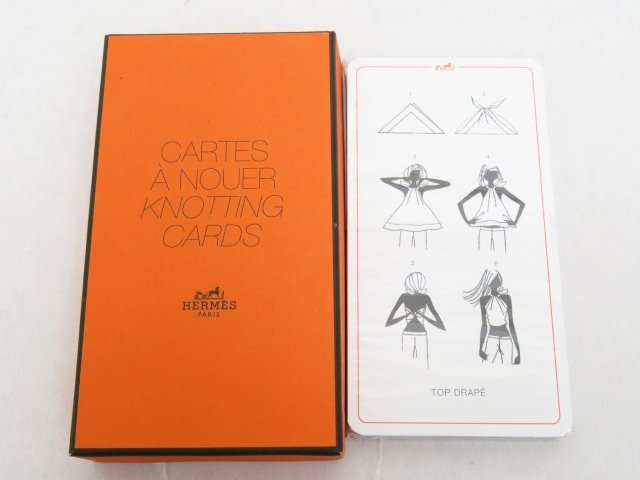 CARTES
À NOUER
KNOTTING
CARDS
HERMÈS
PARIS
1 2
3 4
5 6
TOP DRAPÉ